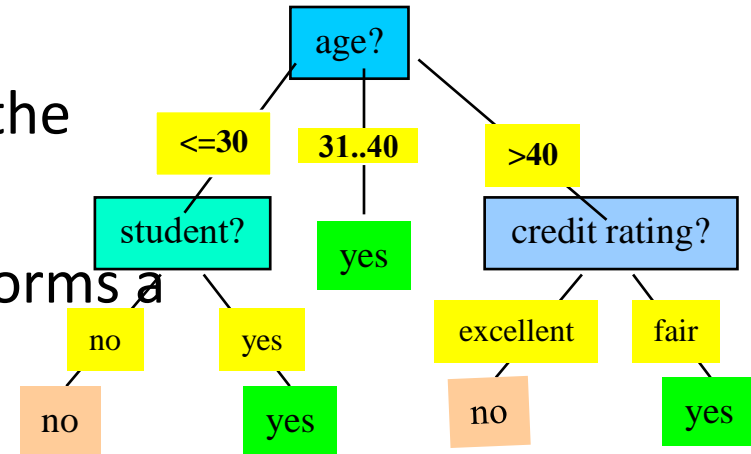 age?
the
<=30
31..40
>40
student?
yes
credit rating?
orms a
no
yes
excellent
fair
no
yes
no
yes